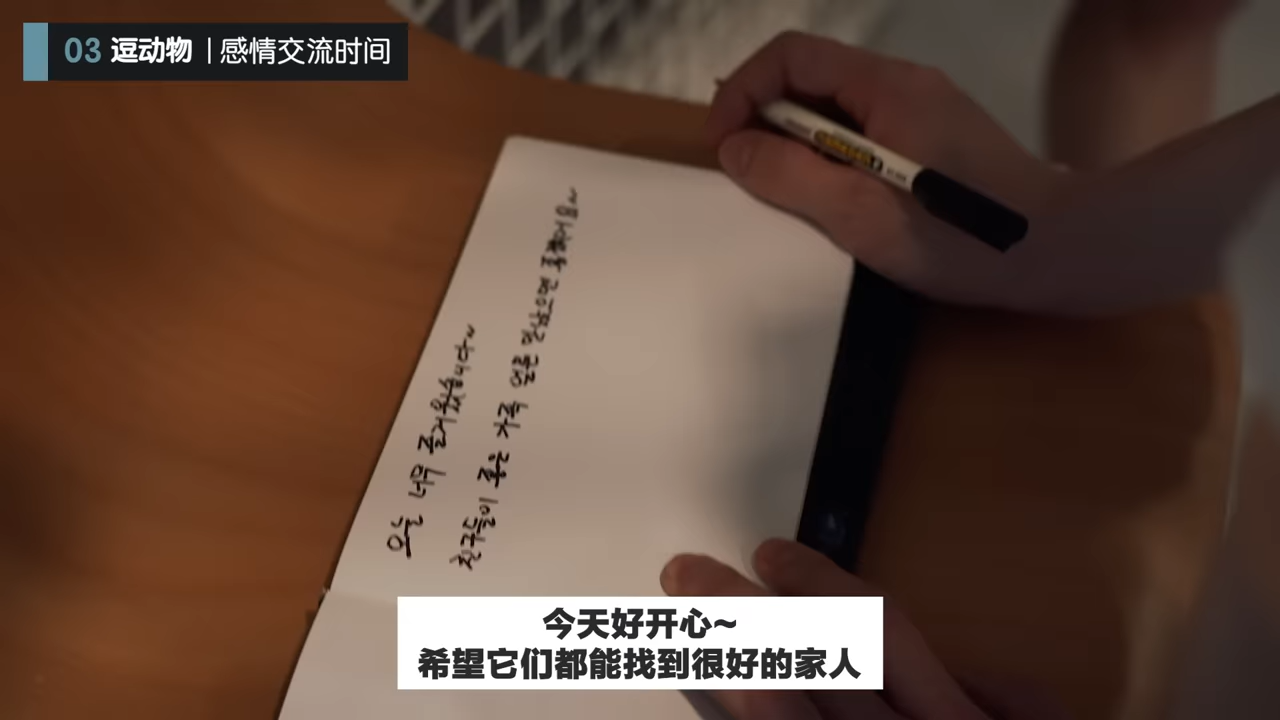 03 逗动物 | 感情交流时间
오늘 너무 즐거웠습니다~
친구들이 좋은 가족 얼른 만났으면 좋겠어요~
今天好开心~
希望它们都能找到很好的家人